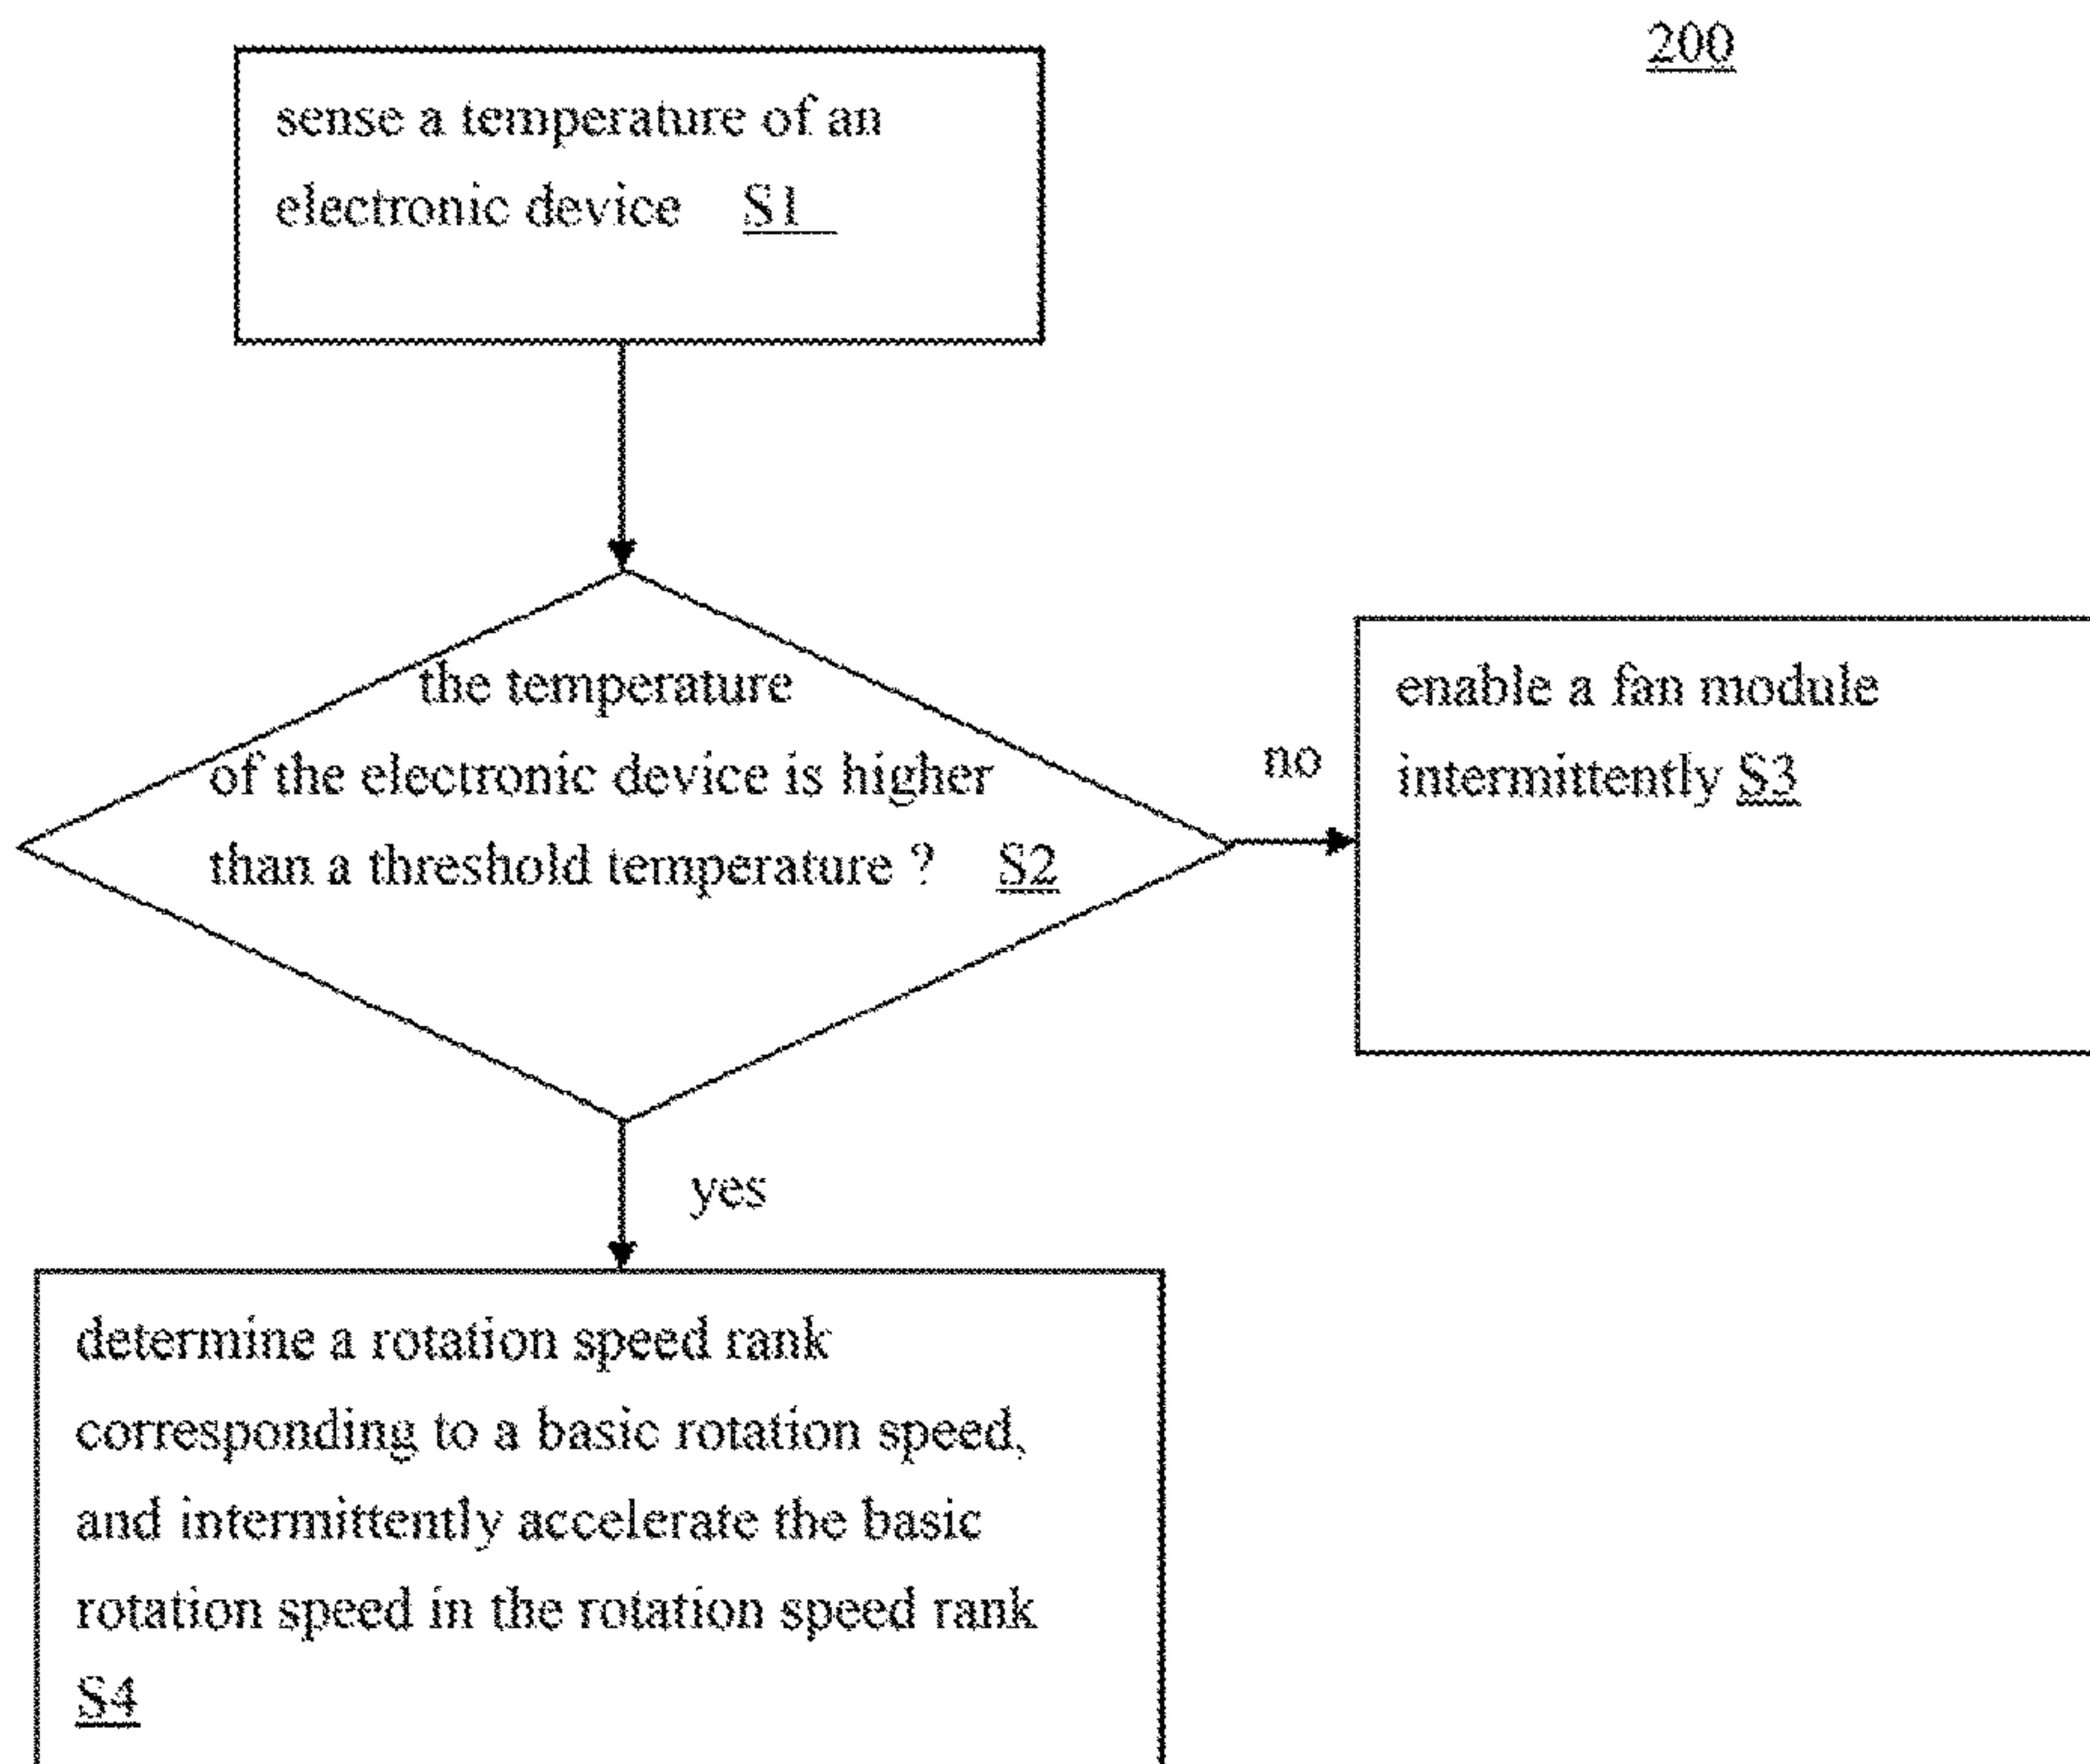 200
sense a temperature of an
electronic device S1
the temperature
of the electronic device is higher
than a threshold temperature ? S2
no
enable a fan module
intermittently S3
yes
determine a rotation speed rank
corresponding to a basic rotation speed,
and intermittently accelerate the basic
rotation speed in the rotation speed rank
S4